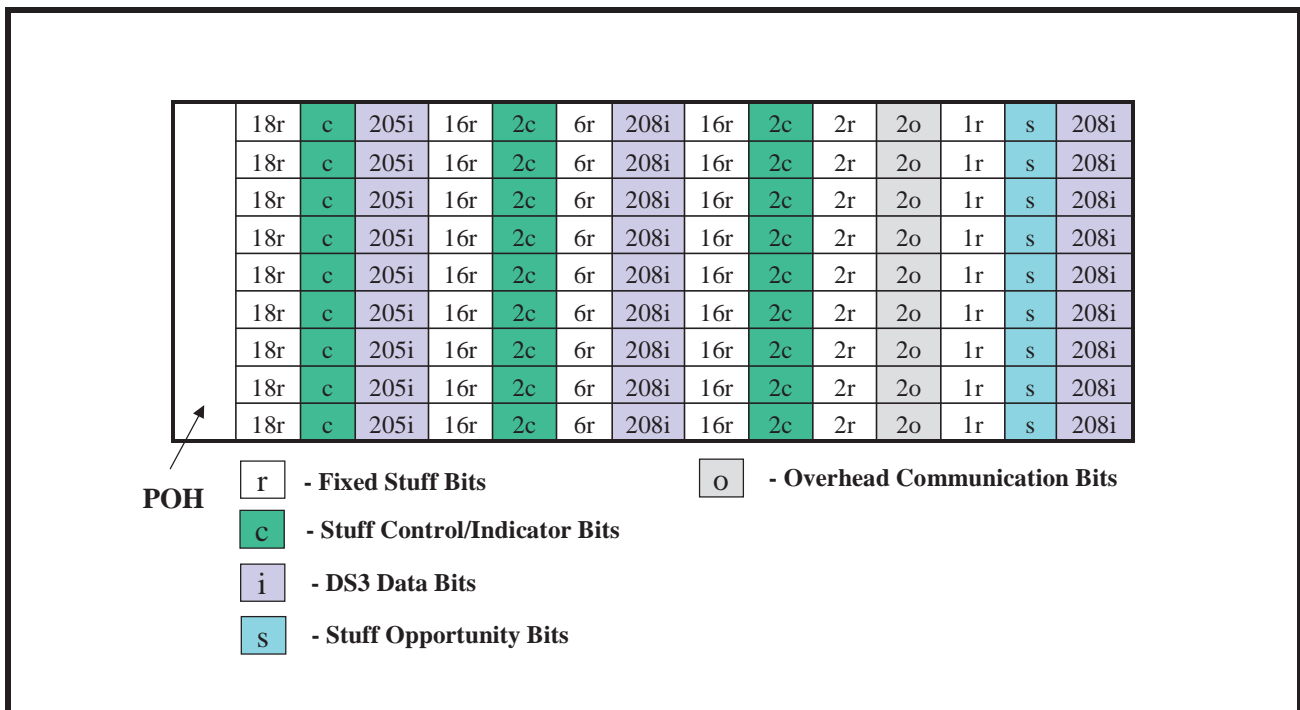 18r c 205i 16r 2c 6r 208i 16r 2c 2r 2o 1r s 208i
18r c 205i 16r 2c 6r 208i 16r 2c 2r 2o 1r s 208i
18r c 205i 16r 2c 6r 208i 16r 2c 2r 2o 1r s 208i
18r c 205i 16r 2c 6r 208i 16r 2c 2r 2o 1r s 208i
18r c 205i 16r 2c 6r 208i 16r 2c 2r 2o 1r s 208i
18r c 205i 16r 2c 6r 208i 16r 2c 2r 2o 1r s 208i
18r c 205i 16r 2c 6r 208i 16r 2c 2r 2o 1r s 208i
18r c 205i 16r 2c 6r 208i 16r 2c 2r 2o 1r s 208i
18r c 205i 16r 2c 6r 208i 16r 2c 2r 2o 1r s 208i
POH
r - Fixed Stuff Bits
o - Overhead Communication Bits
c - Stuff Control/Indicator Bits
i - DS3 Data Bits
s - Stuff Opportunity Bits